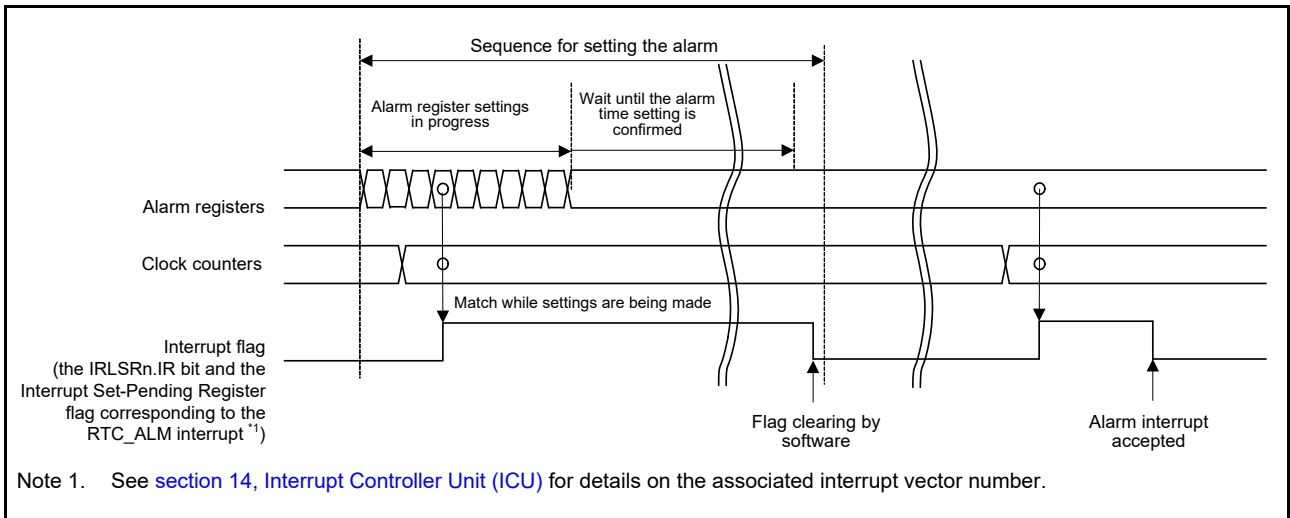 Sequence for setting the alarm
Alarm register settings
in progress
Wait until the alarm
time setting is
confirmed
Alarm registers
Clock counters
Match while settings are being made
Interrupt flag
(the IRLSRn.IR bit and the
Interrupt Set-Pending Register
flag corresponding to the
RTC_ALM interrupt *1)
Flag clearing by
software
Alarm interrupt
accepted
Note 1. See section 14, Interrupt Controller Unit (ICU) for details on the associated interrupt vector number.